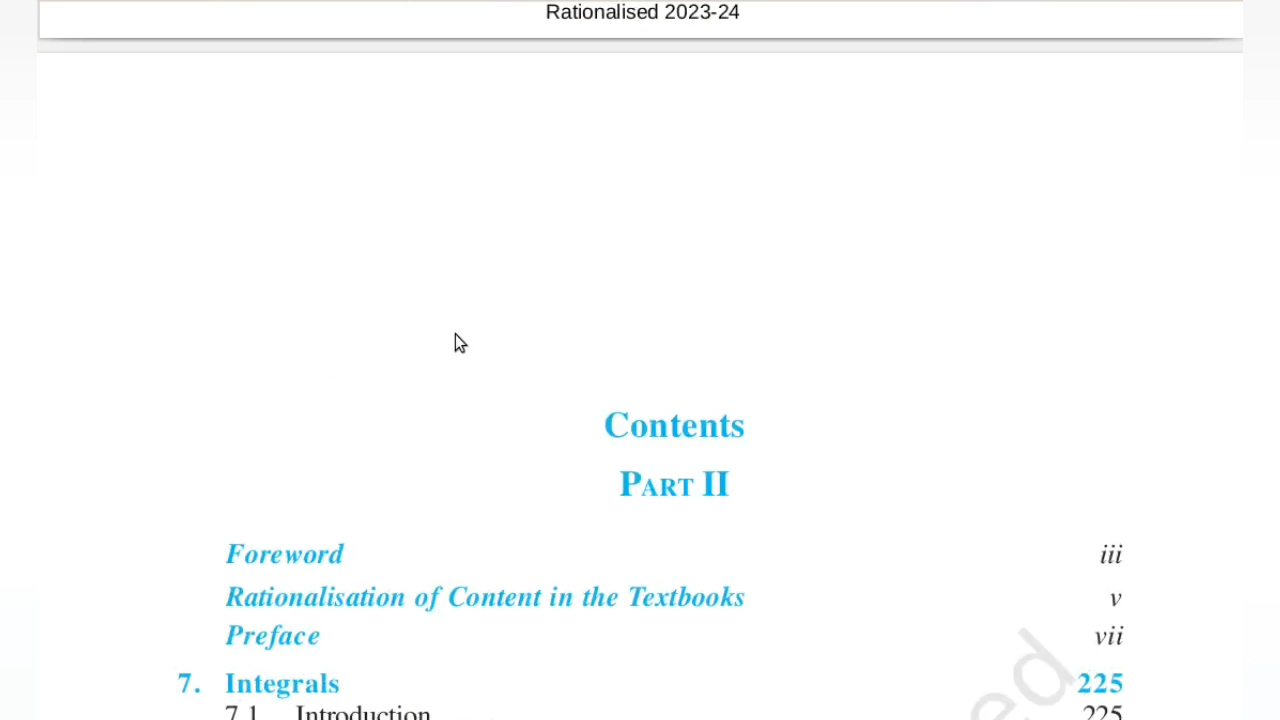 Rationalised 2023-24
Contents
PART II
Foreword iii
Rationalisation of Content in the Textbooks v
Preface vii
7. Integrals 225
7.1 Introduction 225